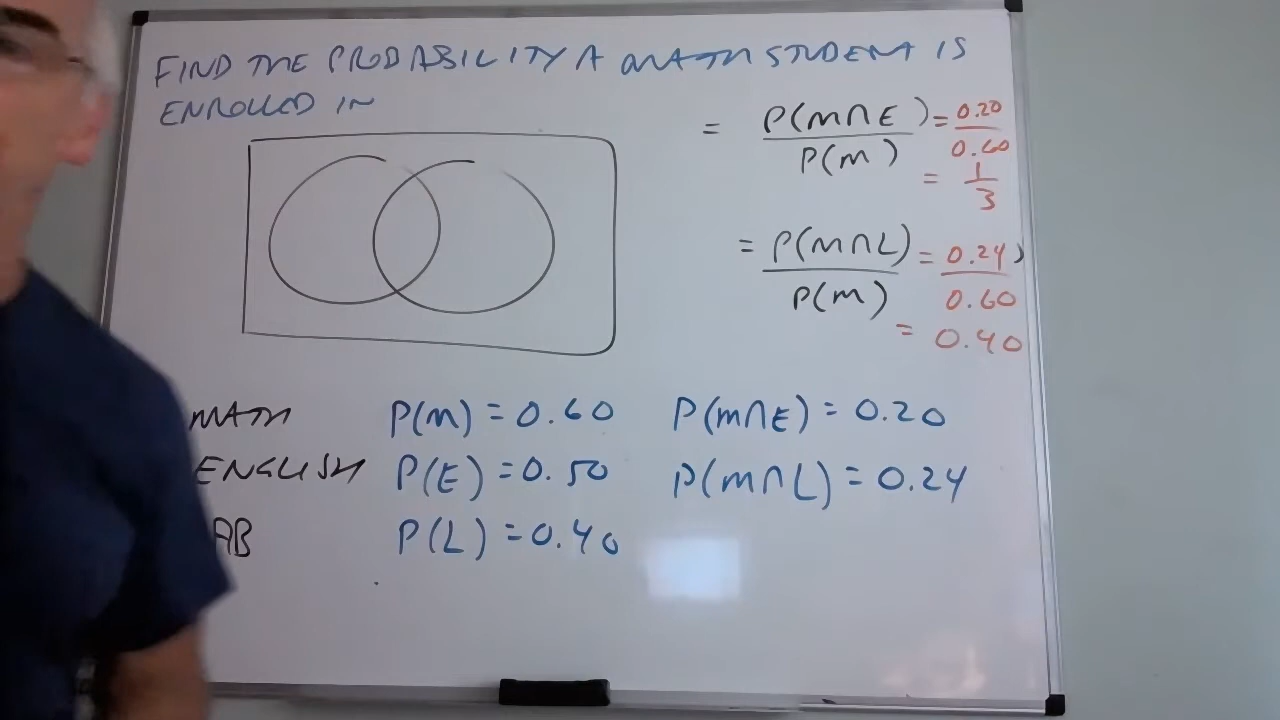 FIND THE PROBABILITY A MATH STUDENT IS
ENROLLED IN
= P(M∩E)/P(M) = 0.20/0.60
= 1/3
= P(M∩L)/P(M) = 0.24/0.60
= 0.40
MATH P(M) = 0.60 P(M∩E) = 0.20
ENGLISH P(E) = 0.50 P(M∩L) = 0.24
AB P(L) = 0.40